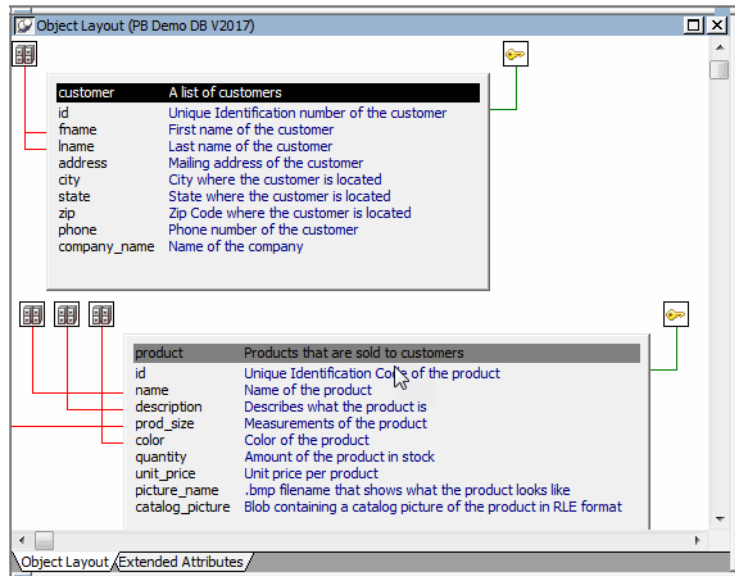 Object Layout (PB Demo DB V2017)
customer A list of customers
id Unique Identification number of the customer
fname First name of the customer
lname Last name of the customer
address Mailing address of the customer
city City where the customer is located
state State where the customer is located
zip Zip Code where the customer is located
phone Phone number of the customer
company_name Name of the company
product Products that are sold to customers
id Unique Identification Code of the product
name Name of the product
description Describes what the product is
prod_size Measurements of the product
color Color of the product
quantity Amount of the product in stock
unit_price Unit price per product
picture_name .bmp filename that shows what the product looks like
catalog_picture Blob containing a catalog picture of the product in RLE format
Object Layout Extended Attributes